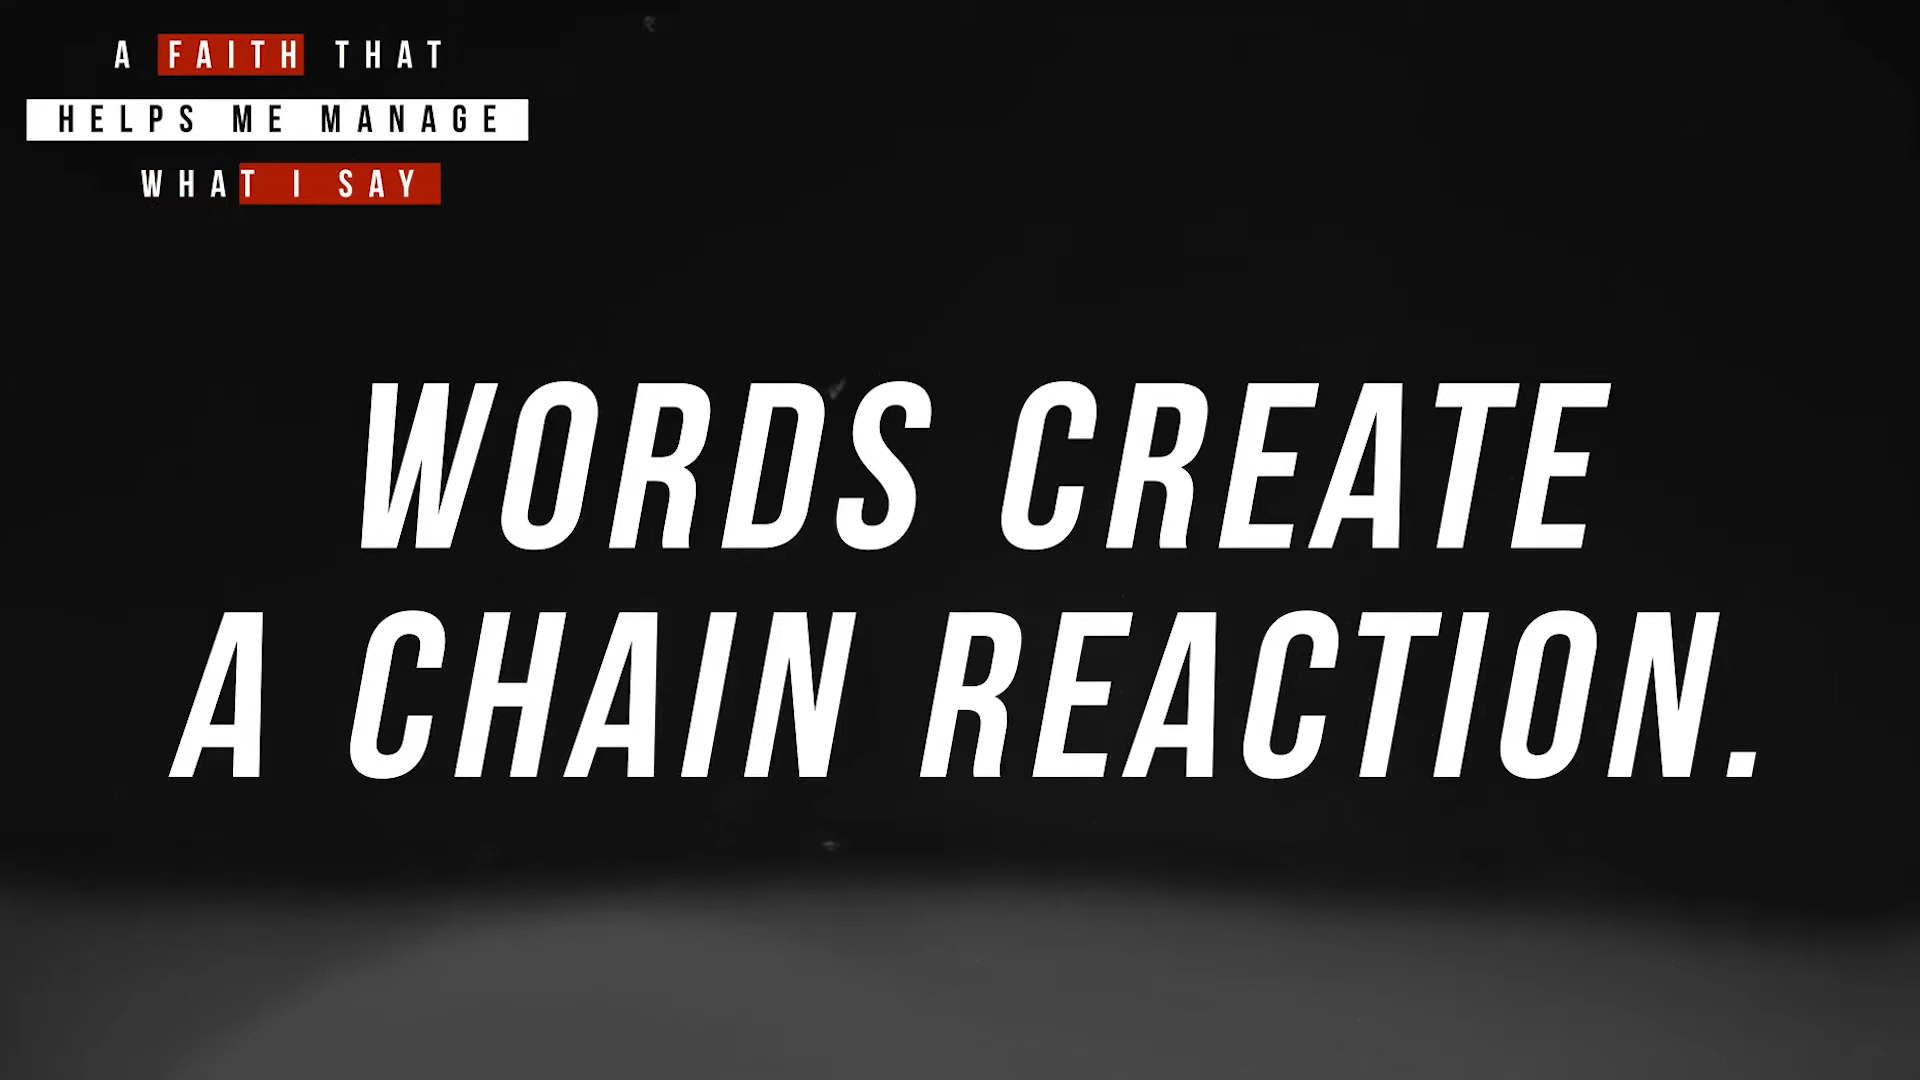 A FAITH THAT
HELPS ME MANAGE
WHAT I SAY
WORDS CREATE
A CHAIN REACTION.